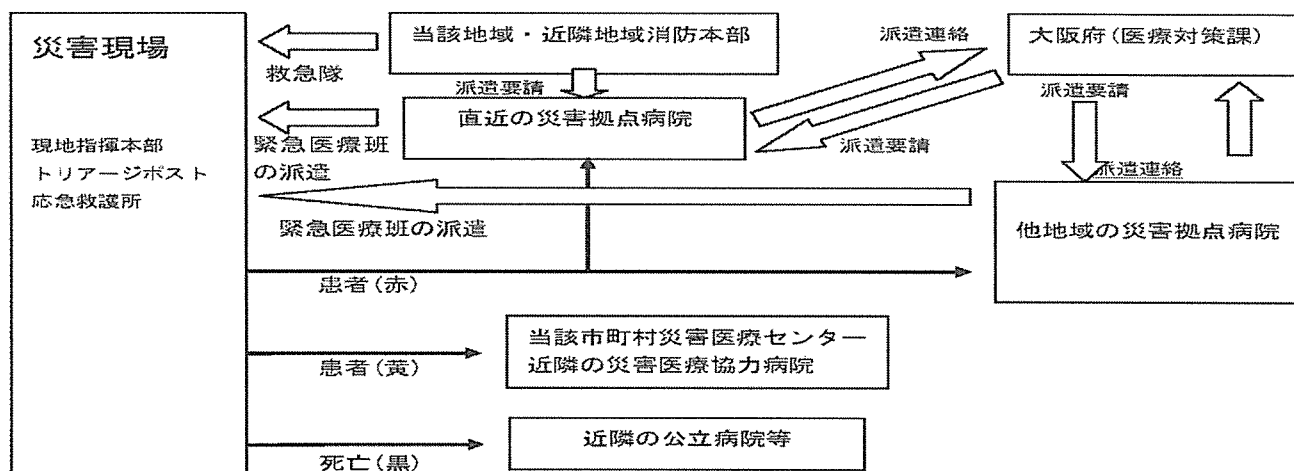 災害現場
現地指揮本部
トリアージポスト
応急救護所
救急隊
当該地域・近隣地域消防本部
派遣要請
直近の災害拠点病院
緊急医療班
の派遣
派遣連絡
派遣要請
大阪府(医療対策課)
派遣要請
派遣連絡
他地域の災害拠点病院
緊急医療班の派遣
患者(赤)
患者(黄)
当該市町村災害医療センター
近隣の災害医療協力病院
死亡(黒)
近隣の公立病院等